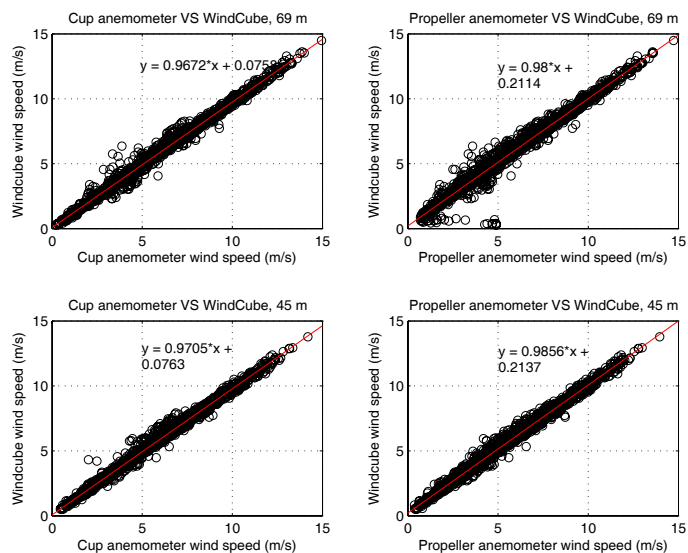 Cup anemometer VS WindCube, 69 m
Windcube wind speed (m/s)
15
10
5
0
y = 0.9672*x + 0.0758
0 5 10 15
Cup anemometer wind speed (m/s)
Propeller anemometer VS WindCube, 69 m
Windcube wind speed (m/s)
15
10
5
0
y = 0.98*x +
0.2114
0 5 10 15
Propeller anemometer wind speed (m/s)
Cup anemometer VS WindCube, 45 m
Windcube wind speed (m/s)
15
10
5
0
y = 0.9705*x +
0.0763
0 5 10 15
Cup anemometer wind speed (m/s)
Propeller anemometer VS WindCube, 45 m
Windcube wind speed (m/s)
15
10
5
0
y = 0.9856*x +
0.2137
0 5 10 15
Propeller anemometer wind speed (m/s)